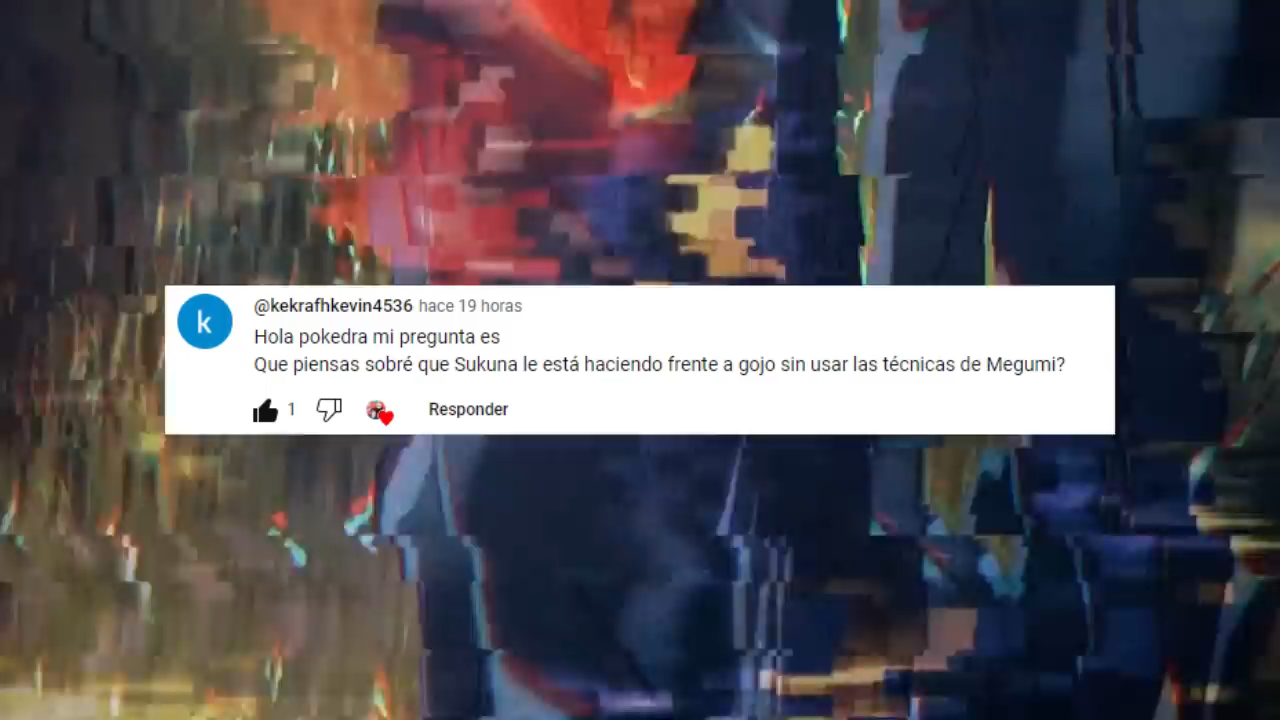 k
@kekrafhkevin4536 hace 19 horas
Hola pokedra mi pregunta es
Que piensas sobré que Sukuna le está haciendo frente a gojo sin usar las técnicas de Megumi?
1 Responder